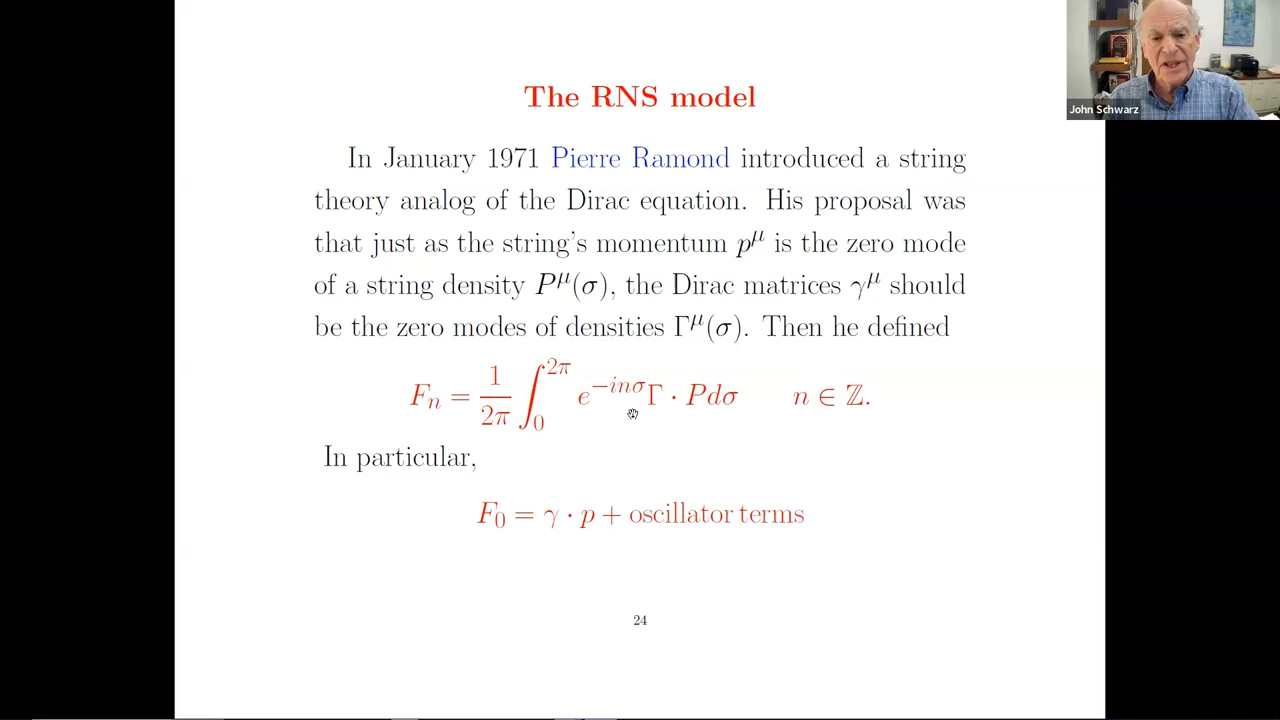 The RNS model
In January 1971 Pierre Ramond introduced a string
theory analog of the Dirac equation. His proposal was
that just as the string's momentum p^μ is the zero mode
of a string density P^μ(σ), the Dirac matrices γ^μ should
be the zero modes of densities Γ^μ(σ). Then he defined
F_n = \frac{1}{2π} ∫_0^{2π} e^{−inσ} Γ · P dσ   n ∈ ℤ.
In particular,
F_0 = γ · p + oscillator terms
24
John Schwarz